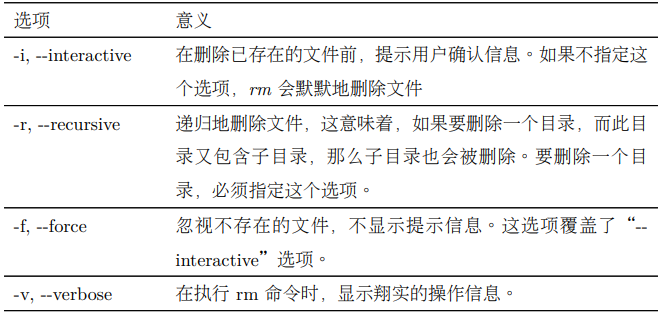 选项 意义
-i, --interactive 在删除已存在的文件前，提示用户确认信息。如果不指定这
个选项，rm 会默默地删除文件
-r, --recursive 递归地删除文件，这意味着，如果要删除一个目录，而此目
录又包含子目录，那么子目录也会被删除。要删除一个目
录，必须指定这个选项。
-f, --force 忽视不存在的文件，不显示提示信息。这选项覆盖了“--
interactive”选项。
-v, --verbose 在执行 rm 命令时，显示翔实的操作信息。